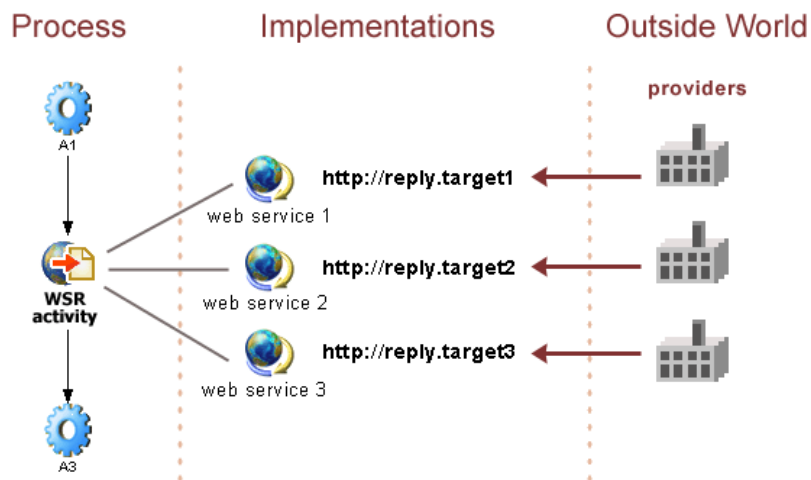 Process
Implementations
Outside World
providers
A1
http://reply.target1
web service 1
WSR
activity
http://reply.target2
web service 2
http://reply.target3
web service 3
A3